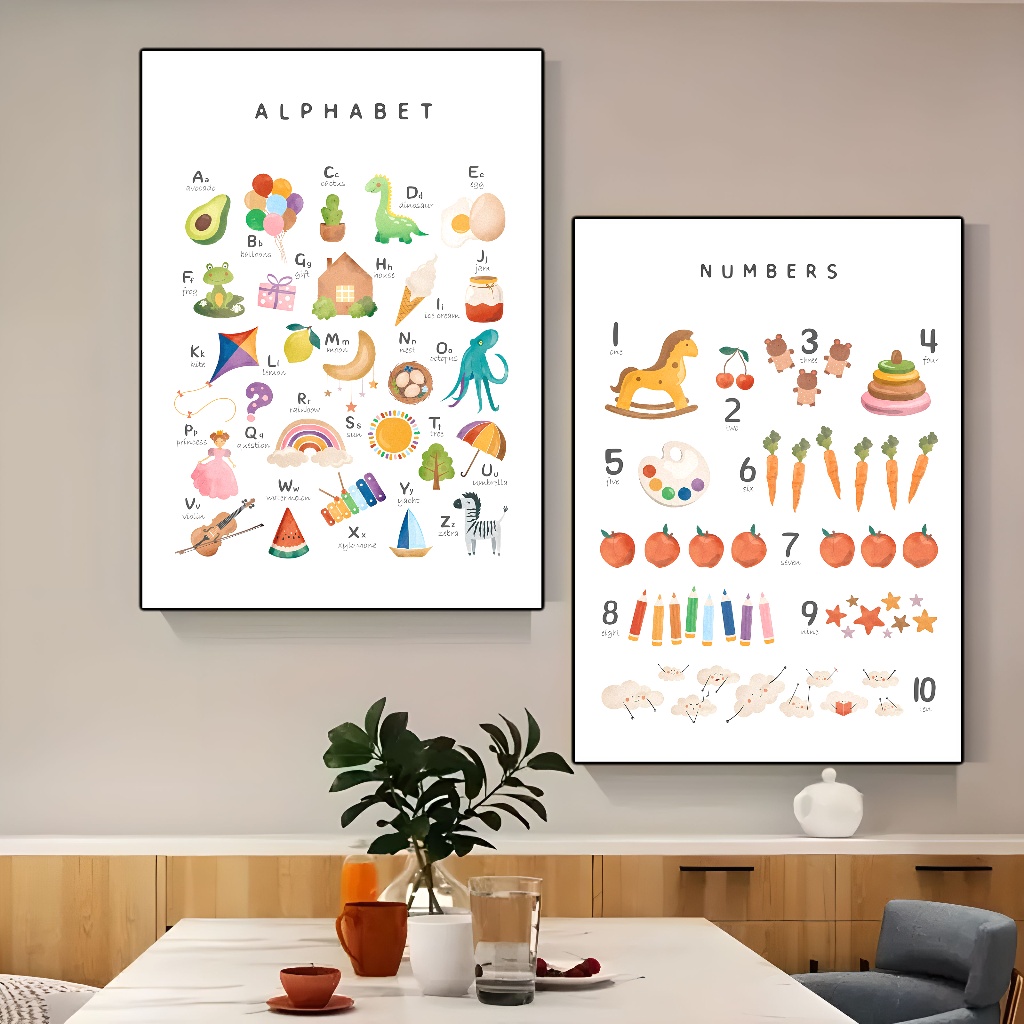 ALPHABET
Aa
avocado
Bb
balloons
Cc
cactus
Dd
dinosaur
Ee
egg
Ff
frog
Gg
gift
Hh
house
Ii
ice cream
Jj
jam
Kk
kite
Ll
lemon
Mm
moon
Nn
nest
Oo
octopus
Pp
princess
Qq
question
Rr
rainbow
Ss
sun
Tt
tree
Uu
umbrella
Vv
violin
Ww
watermelon
Xx
Yy
yacht
Zz
zebra
NUMBERS
1
one
2
two
3
three
4
four
5
five
6
six
7
seven
8
eight
9
nine
10
ten